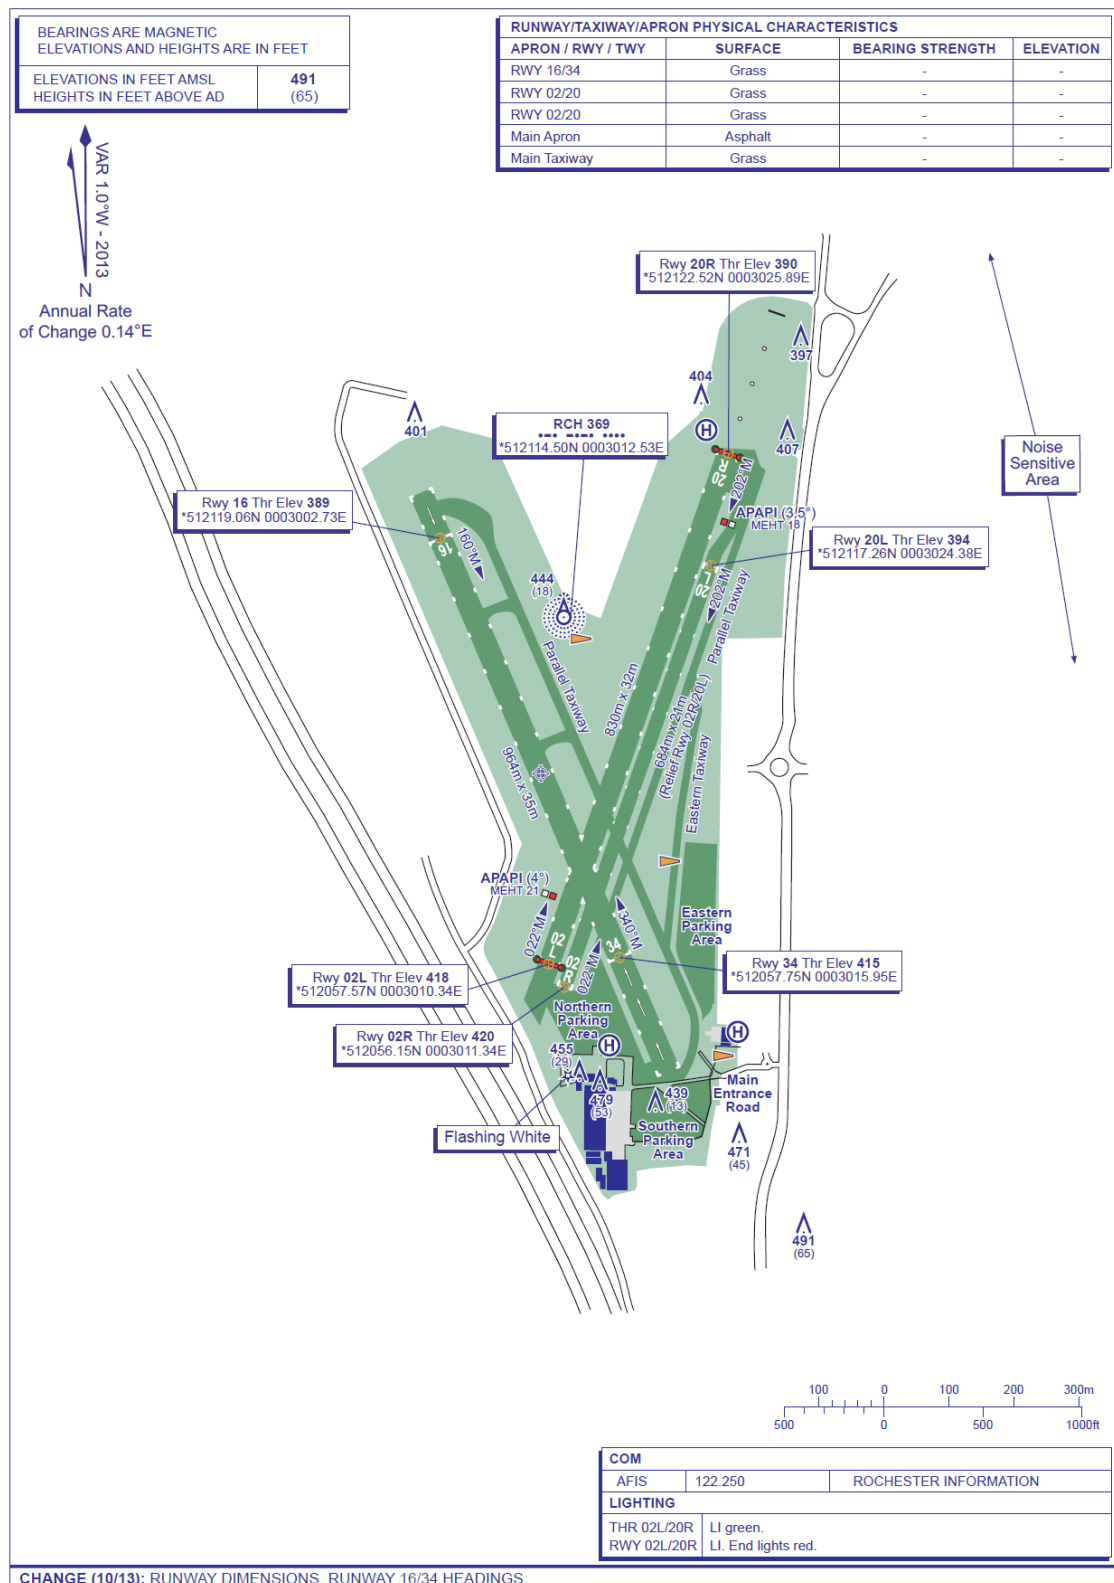 BEARINGS ARE MAGNETIC
ELEVATIONS AND HEIGHTS ARE IN FEET
ELEVATIONS IN FEET AMSL 491
HEIGHTS IN FEET ABOVE AD (65)
RUNWAY/TAXIWAY/APRON PHYSICAL CHARACTERISTICS
APRON / RWY / TWY SURFACE BEARING STRENGTH ELEVATION
RWY 16/34 Grass - -
RWY 02/20 Grass - -
RWY 02/20 Grass - -
Main Apron Asphalt - -
Main Taxiway Grass - -
VAR 1.0°W - 2013
N
Annual Rate
of Change 0.14°E
Rwy 20R Thr Elev 390
*512122.52N 0003025.89E
397
404
401
407
H
RCH 369
*512114.50N 0003012.53E
Noise
Sensitive
Area
Rwy 16 Thr Elev 389
*512119.06N 0003002.73E
20
R
202°M
APAPI (3.5°)
MEHT 18
16
160°M
Rwy 20L Thr Elev 394
*512117.26N 0003024.38E
20
L
202°M
444
(18)
Parallel Taxiway
Parallel Taxiway
830m x 32m
684m x 21m
(Relief Rwy 02R/20L)
Eastern Taxiway
964m x 35m
APAPI (4°)
MEHT 21
022°M
02
L
02
R
022°M
34
340°M
Eastern
Parking
Area
Rwy 02L Thr Elev 418
*512057.57N 0003010.34E
Rwy 34 Thr Elev 415
*512057.75N 0003015.95E
Rwy 02R Thr Elev 420
*512056.15N 0003011.34E
Northern
Parking
Area
H
H
455
(29)
479
(53)
439
(13)
Main
Entrance
Road
Southern
Parking
Area
Flashing White
471
(45)
491
(65)
100 0 100 200 300m
500 0 500 1000ft
COM
AFIS 122.250 ROCHESTER INFORMATION
LIGHTING
THR 02L/20R LI green.
RWY 02L/20R LI. End lights red.
CHANGE (10/13): RUNWAY DIMENSIONS. RUNWAY 16/34 HEADINGS.